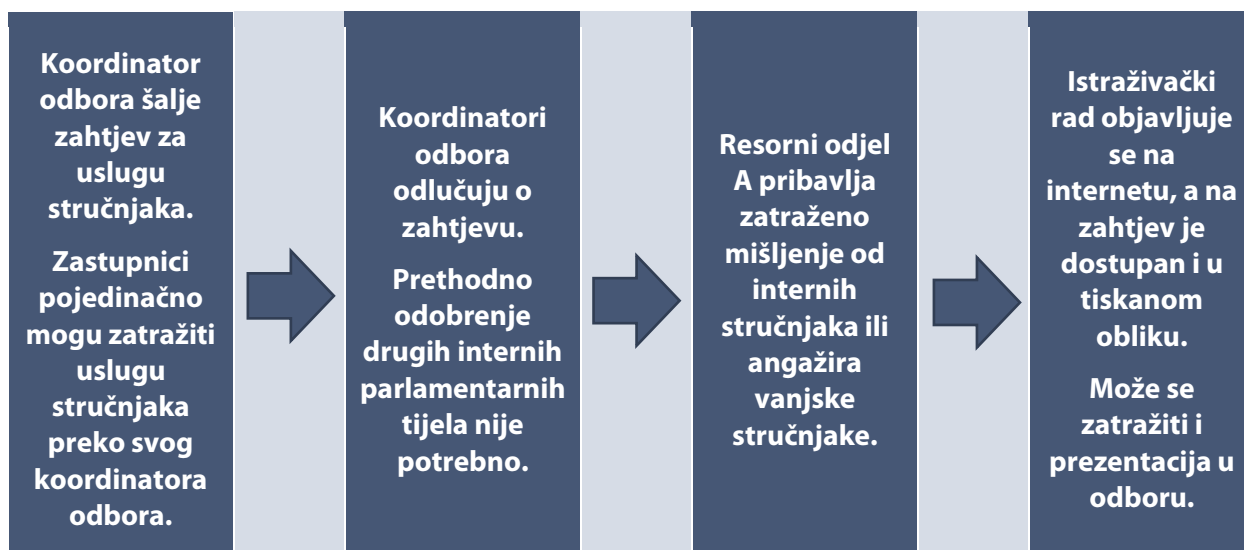 Koordinator
odbora šalje
zahtjev za
uslugu
stručnjaka.
Zastupnici
pojedinačno
mogu zatražiti
uslugu
stručnjaka
preko svog
koordinatora
odbora.
Koordinatori
odbora
odlučuju o
zahtjevu.
Prethodno
odobrenje
drugih internih
parlamentarnih
tijela nije
potrebno.
Resorni odjel
A pribavlja
zatraženo
mišljenje od
internih
stručnjaka ili
angažira
vanjske
stručnjake.
Istraživački
rad objavljuje
se na
internetu, a na
zahtjev je
dostupan i u
tiskanom
obliku.
Može se
zatražiti i
prezentacija u
odboru.